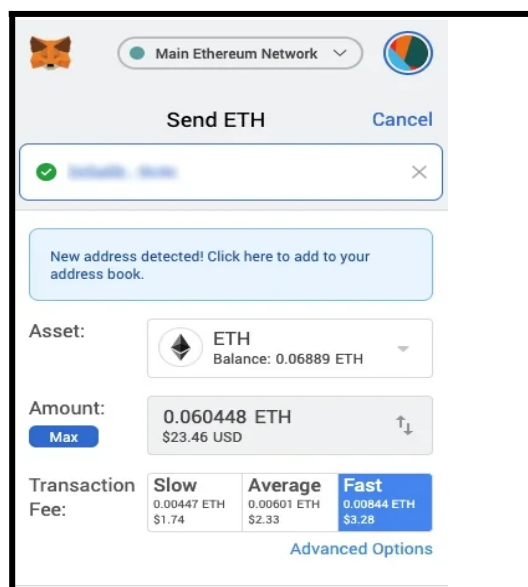 Main Ethereum Network
Send ETH
Cancel
New address detected! Click here to add to your
address book.
Asset:
ETH
Balance: 0.06889 ETH
Amount:
Max
0.060448 ETH
$23.46 USD
Transaction
Fee:
Slow
0.00447 ETH
$1.74
Average
0.00601 ETH
$2.33
Fast
0.00844 ETH
$3.28
Advanced Options